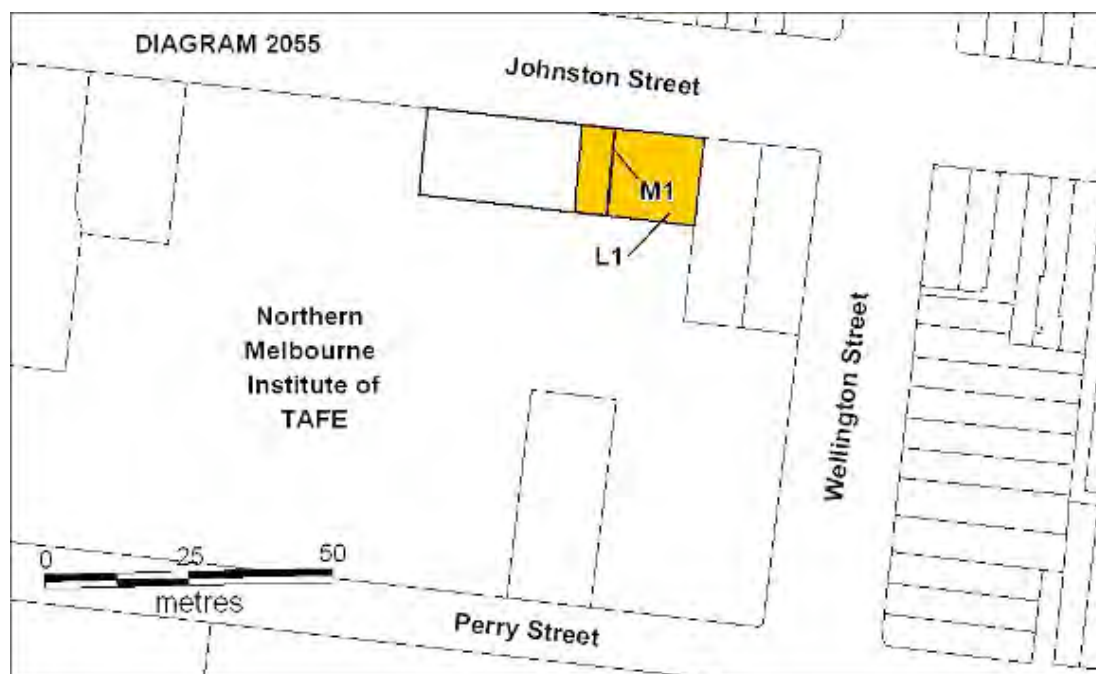 DIAGRAM 2055
Johnston Street
M1
L1
Northern
Melbourne
Institute of
TAFE
Wellington Street
0 25 50
metres
Perry Street